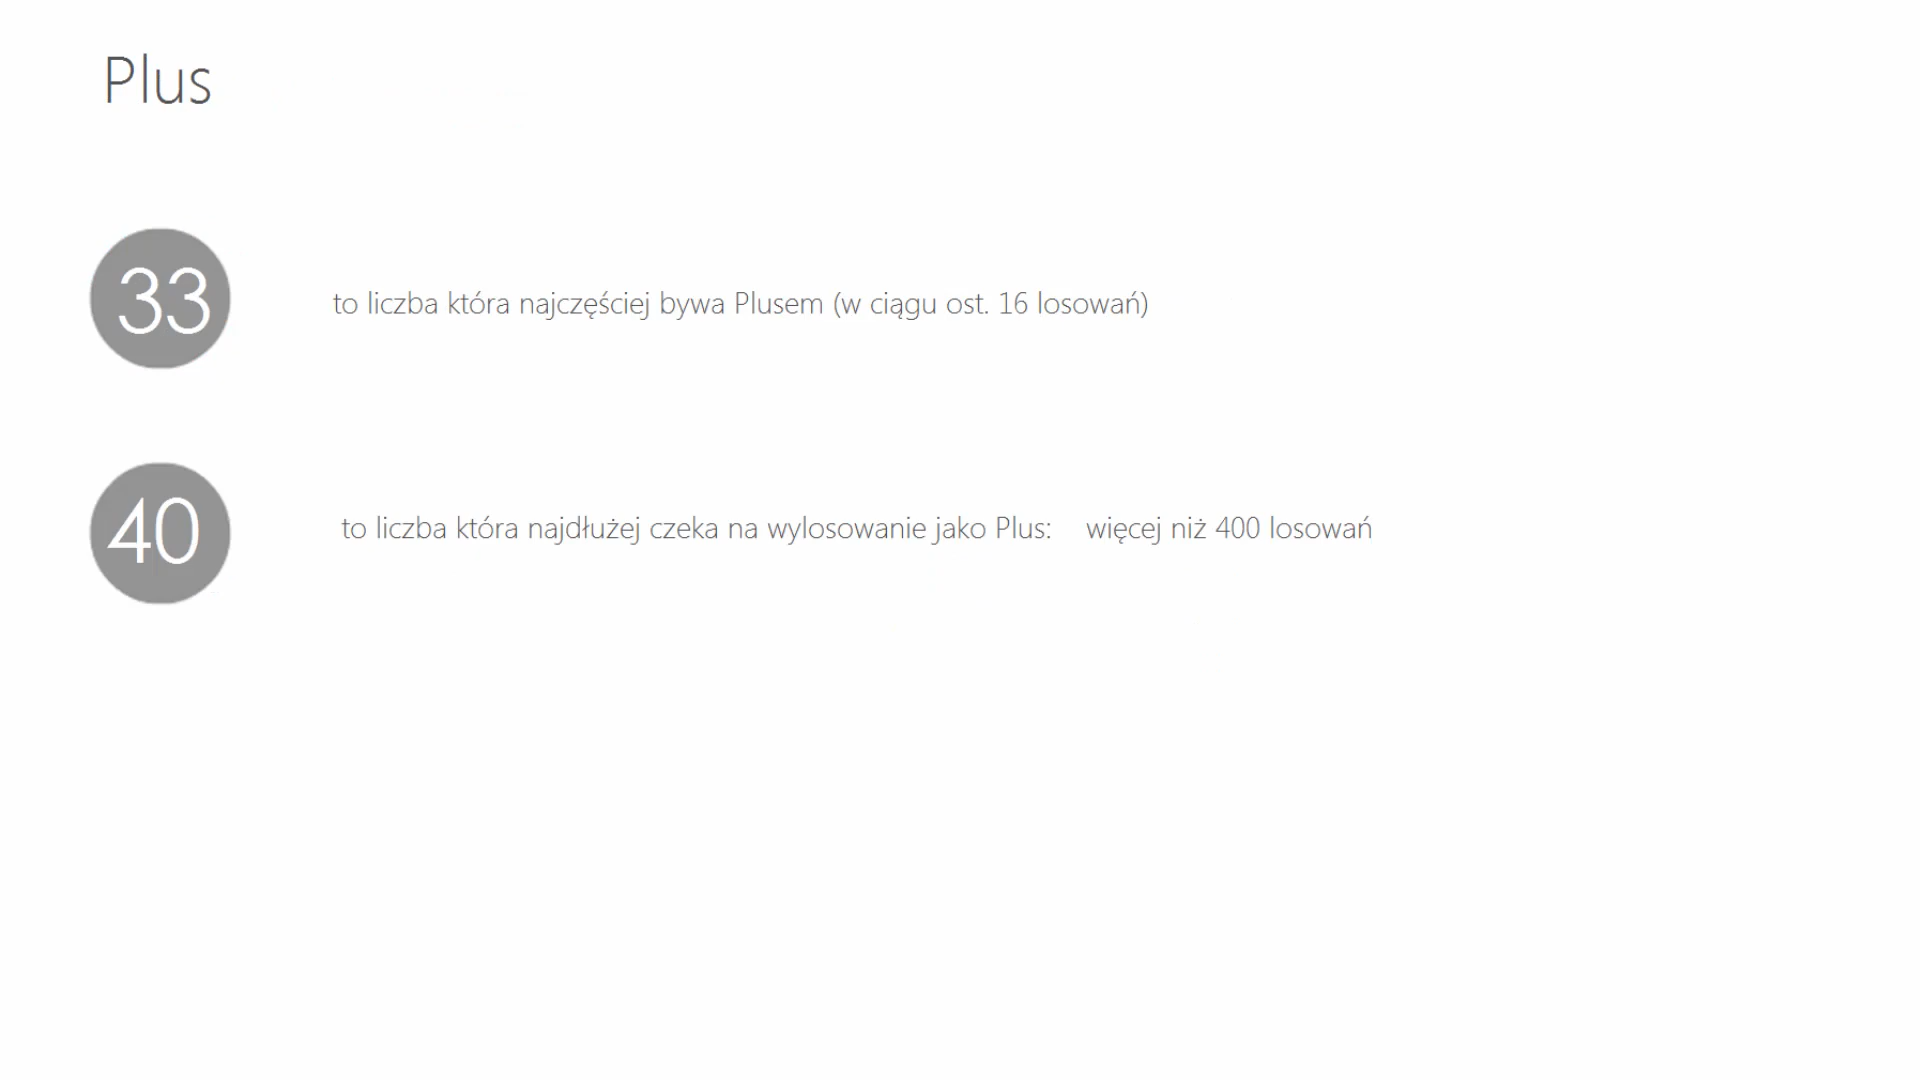 Plus
33
to liczba która najczęściej bywa Plusem (w ciągu ost. 16 losowań)
40
to liczba która najdłużej czeka na wylosowanie jako Plus: więcej niż 400 losowań